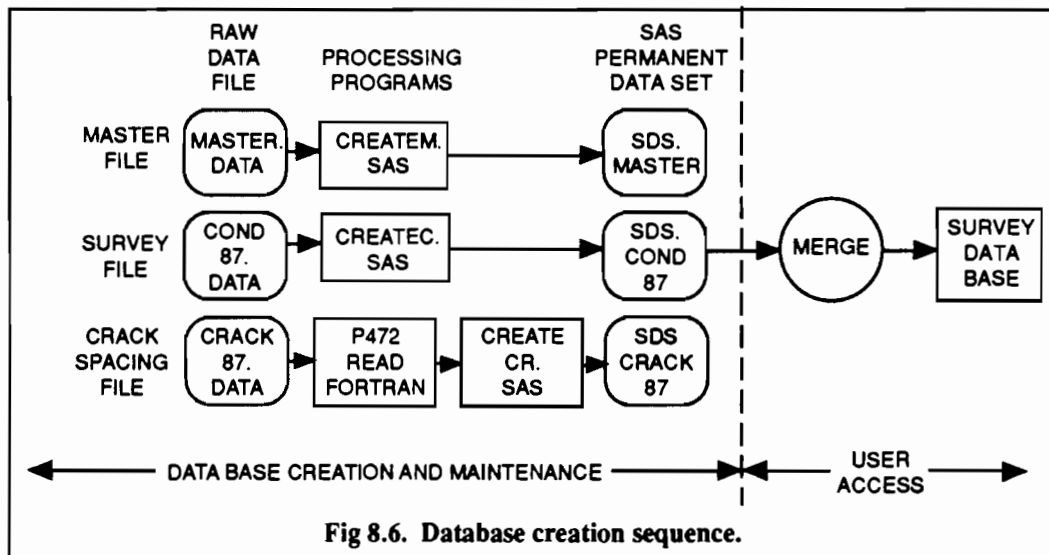 RAW
DATA
FILE
PROCESSING
PROGRAMS
SAS
PERMANENT
DATA SET
MASTER
FILE
MASTER.
DATA
CREATEM.
SAS
SDS.
MASTER
SURVEY
FILE
COND
87.
DATA
CREATEC.
SAS
SDS.
COND
87
MERGE
SURVEY
DATA
BASE
CRACK
SPACING
FILE
CRACK
87.
DATA
P472
READ
FORTRAN
CREATE
CR.
SAS
SDS
CRACK
87
DATA BASE CREATION AND MAINTENANCE
USER
ACCESS
Fig 8.6. Database creation sequence.